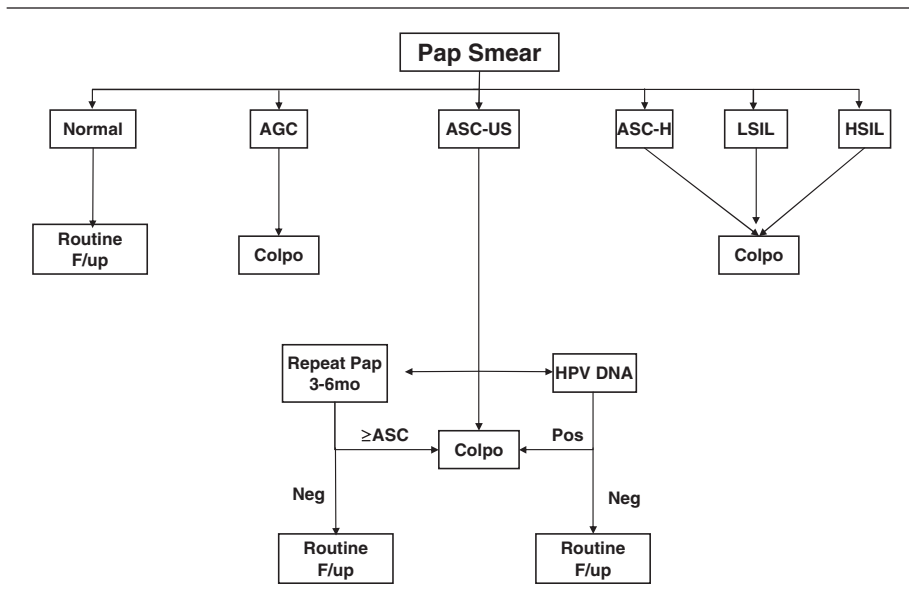 Pap Smear
Normal
AGC
ASC-US
ASC-H
LSIL
HSIL
Routine
F/up
Colpo
Colpo
Repeat Pap
3-6mo
HPV DNA
≥ASC
Colpo
Pos
Neg
Neg
Routine
F/up
Routine
F/up